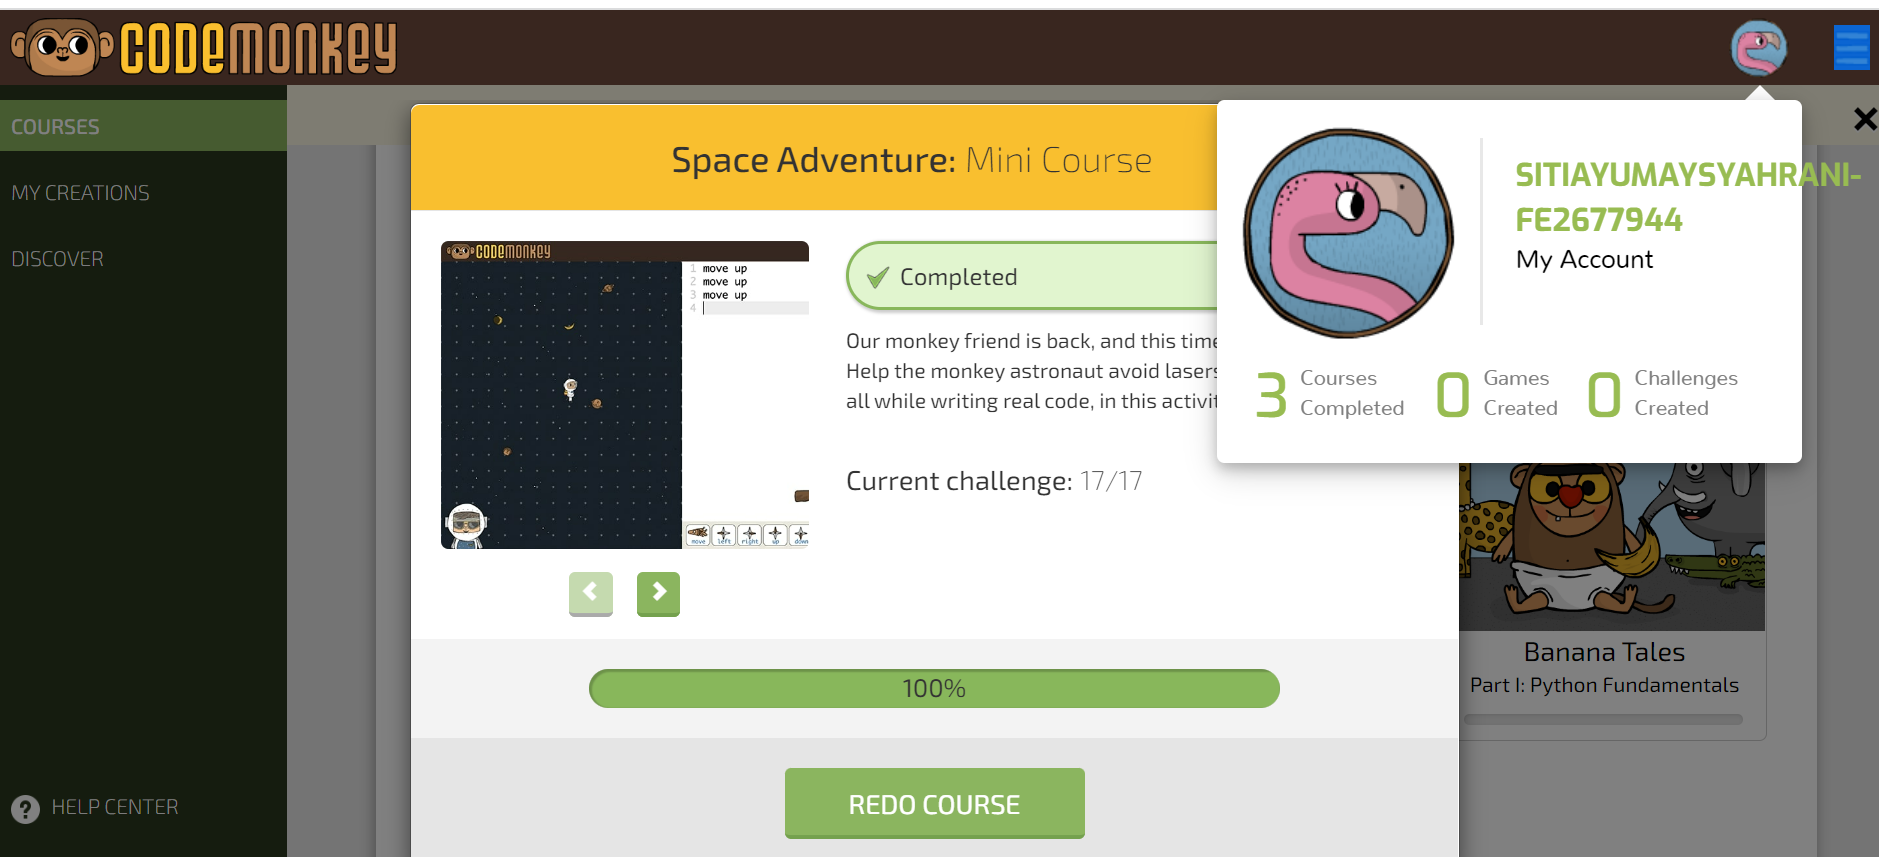 CODEMONKEY
COURSES
MY CREATIONS
DISCOVER
HELP CENTER
Space Adventure: Mini Course
CODEMONKEY
1 move up
2 move up
3 move up
4
move left right up down
Completed
Our monkey friend is back, and this time
Help the monkey astronaut avoid lasers
all while writing real code, in this activit
Current challenge: 17/17
100%
REDO COURSE
SITIAYUMAYSYAHRANI-
FE2677944
My Account
3 Courses Completed
0 Games Created
0 Challenges Created
Banana Tales
Part I: Python Fundamentals